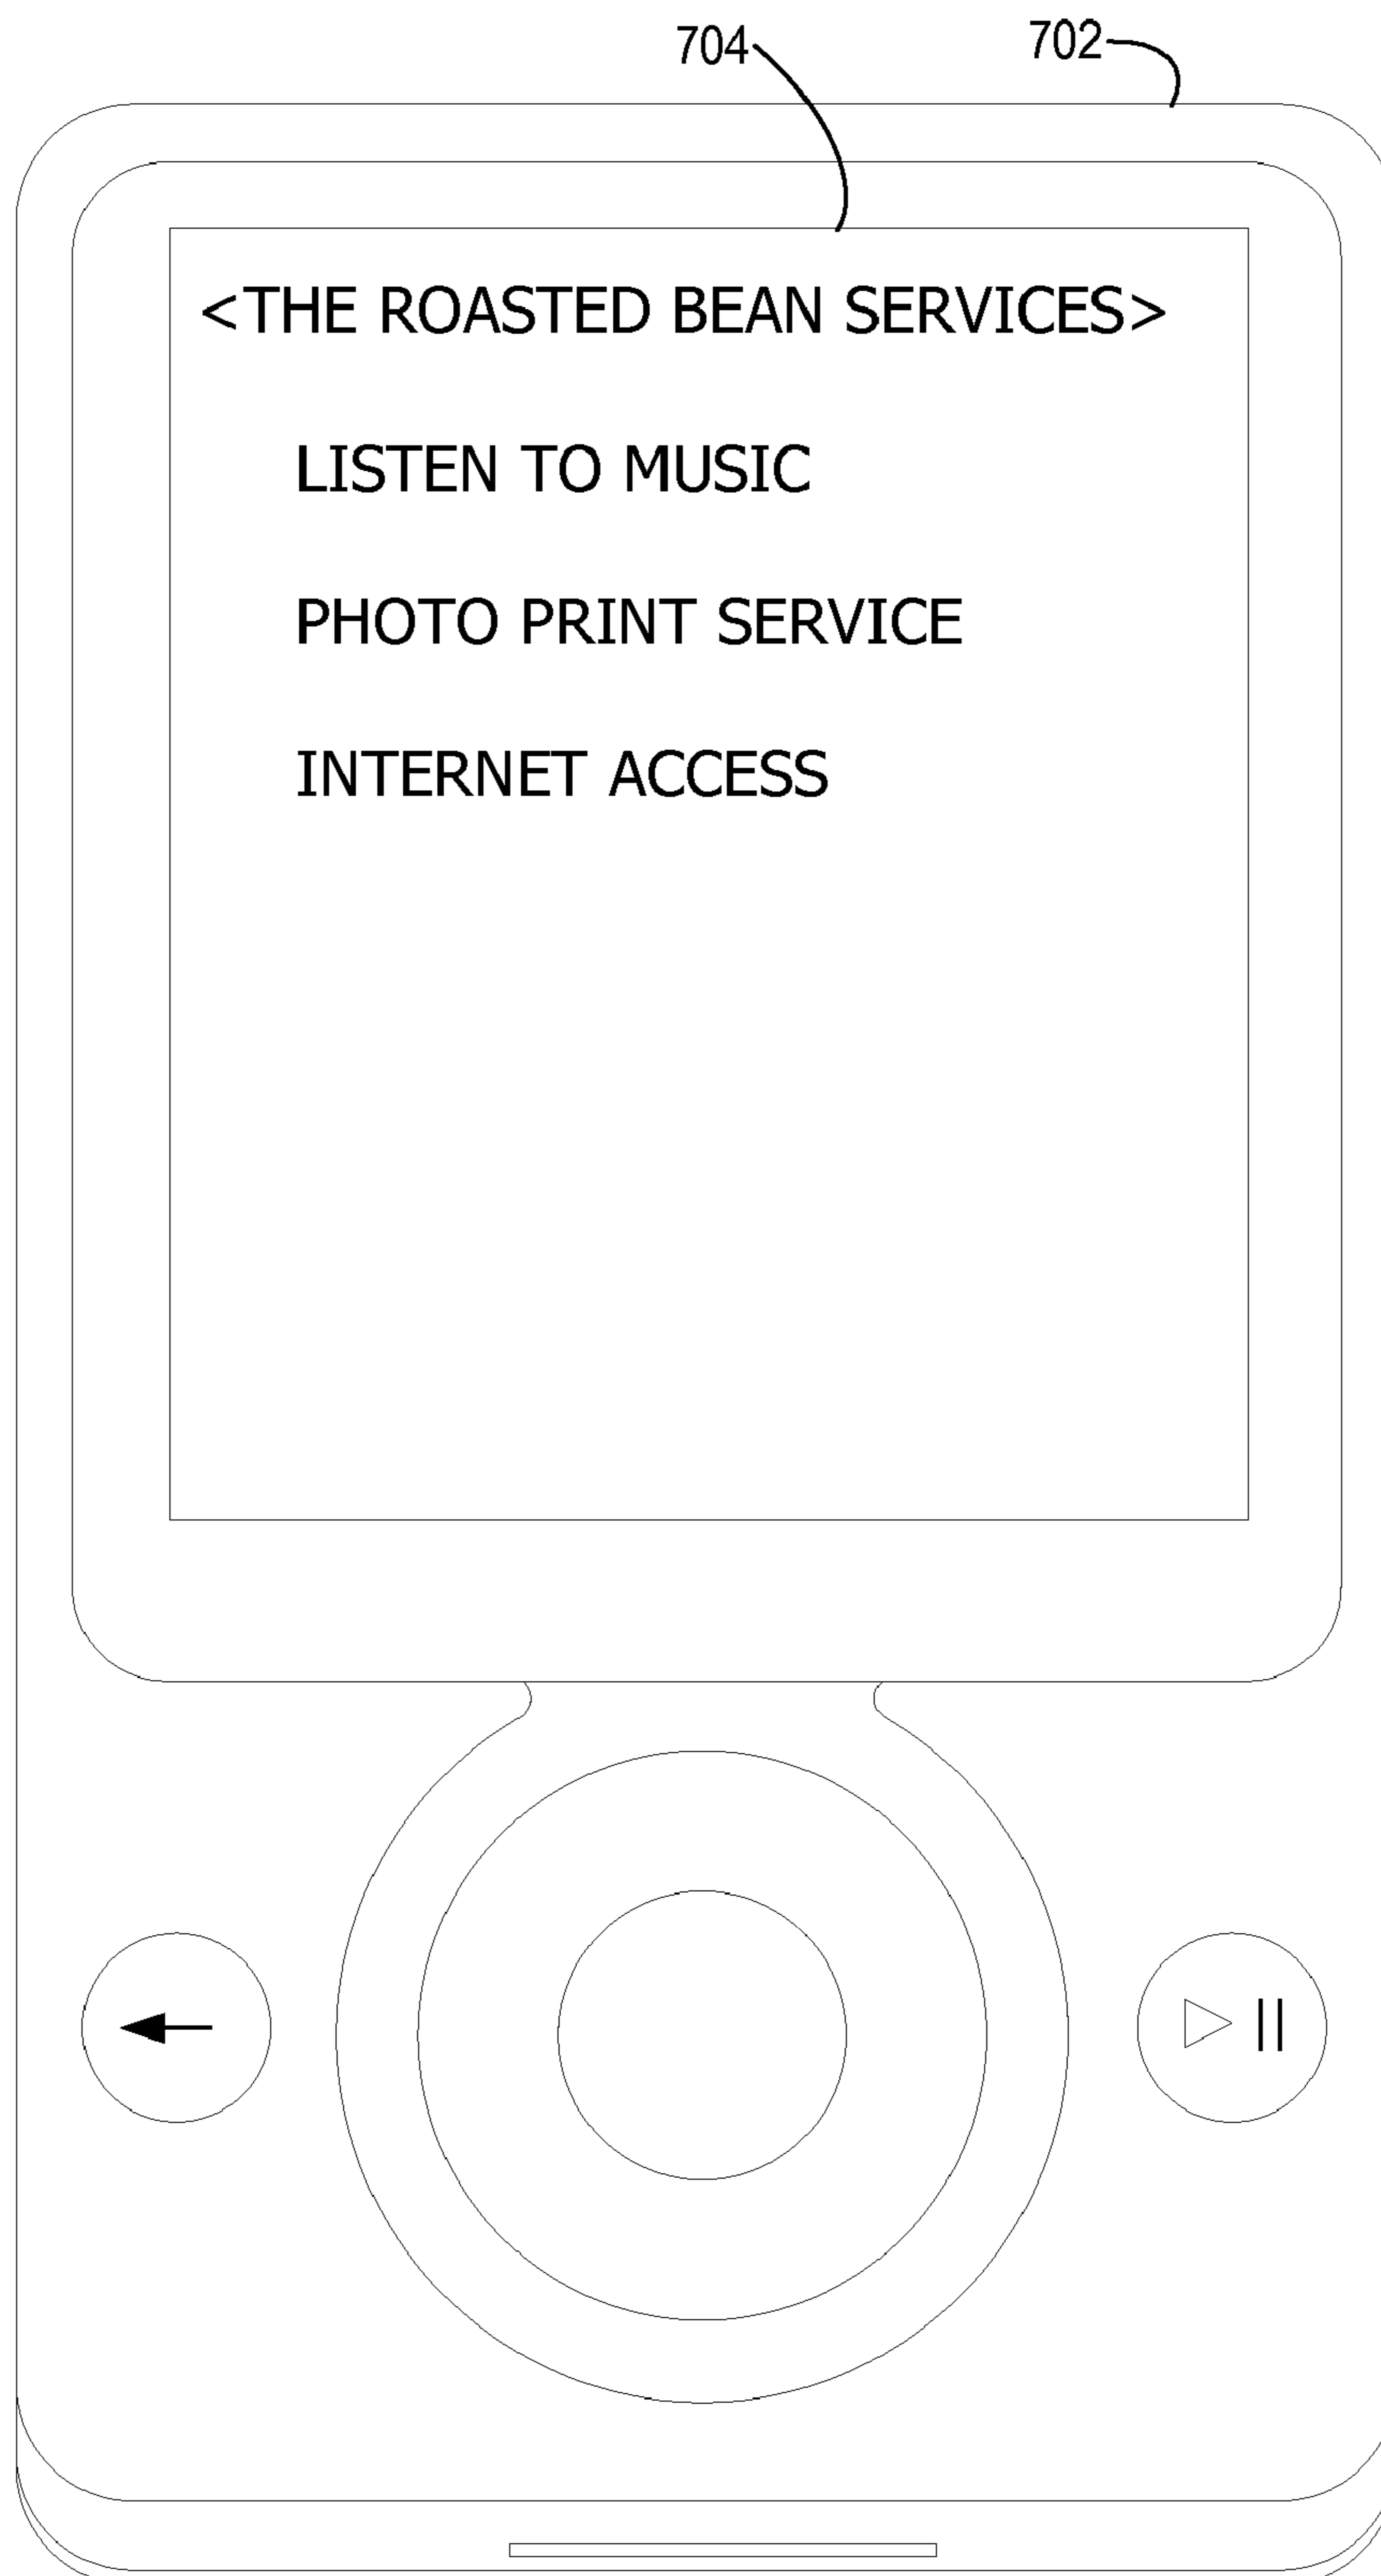 704 702
<THE ROASTED BEAN SERVICES>
LISTEN TO MUSIC
PHOTO PRINT SERVICE
INTERNET ACCESS